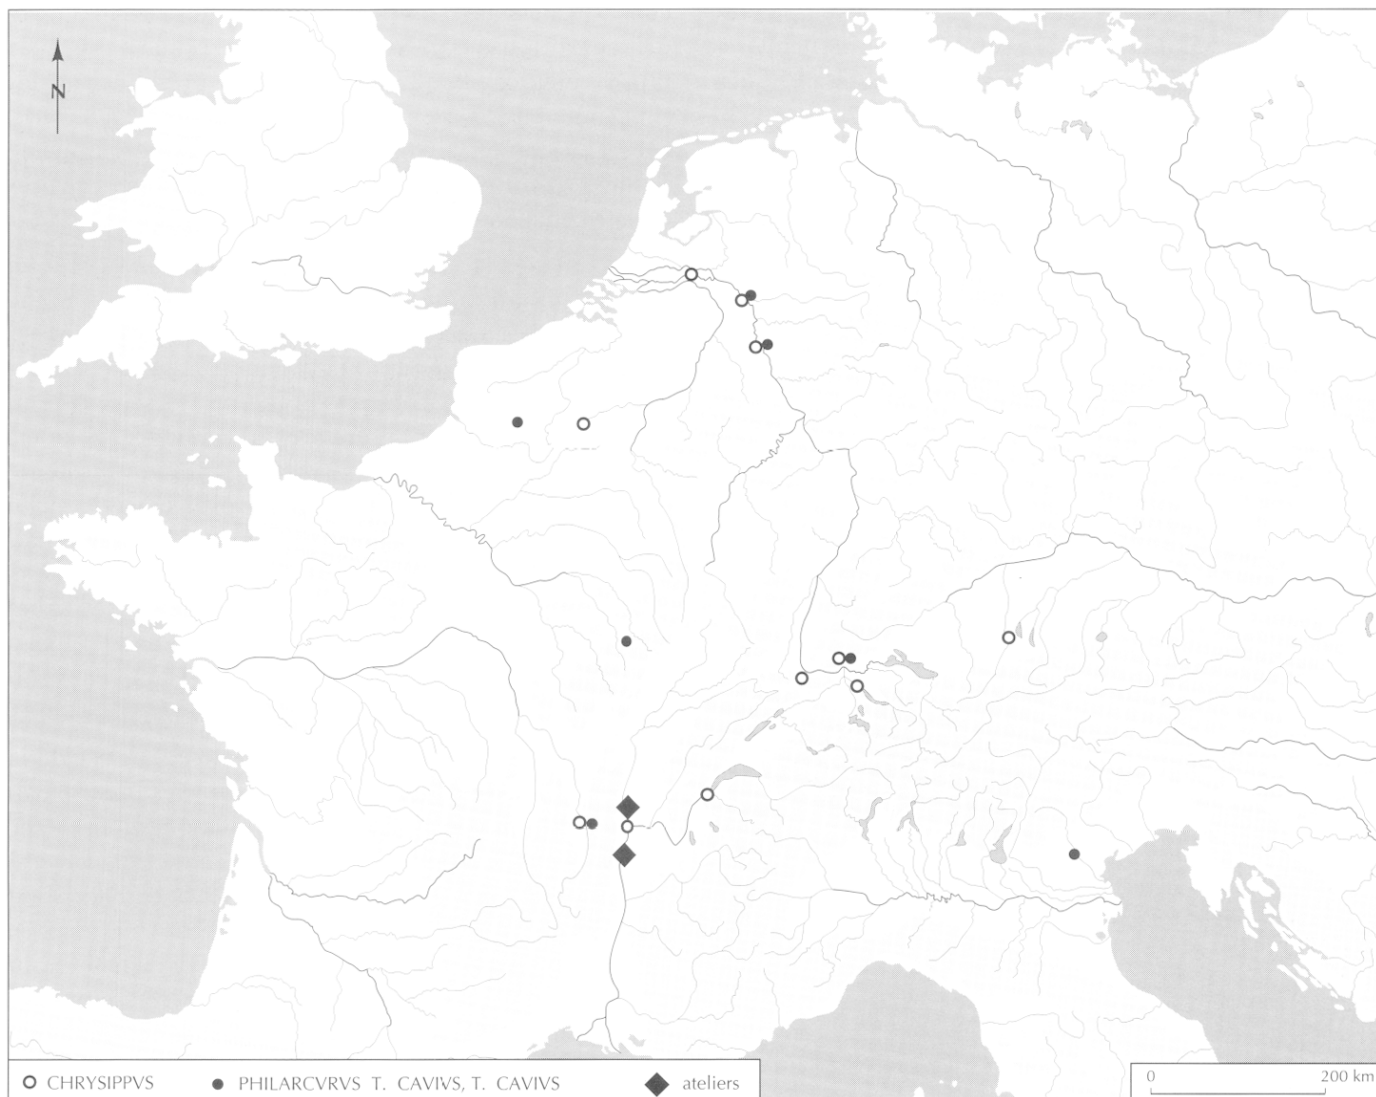 N
CHRYSIPPVS
PHILARCVRVS T. CAVIVS, T. CAVIVS
ateliers
0 200 km